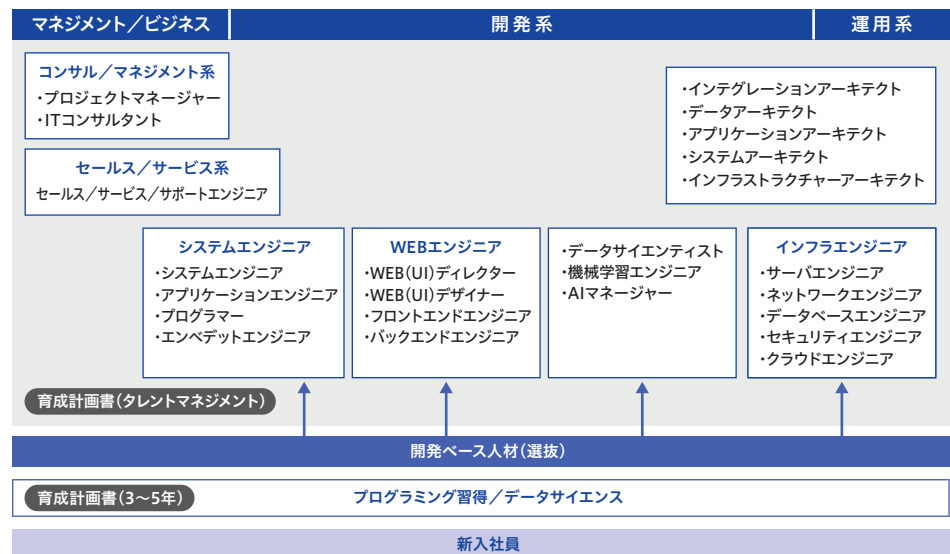 マネジメント／ビジネス
開発系
運用系
コンサル／マネジメント系
・プロジェクトマネージャー
・ITコンサルタント
セールス／サービス系
セールス／サービス／サポートエンジニア
・インテグレーションアーキテクト
・データアーキテクト
・アプリケーションアーキテクト
・システムアーキテクト
・インフラストラクチャーアーキテクト
システムエンジニア
・システムエンジニア
・アプリケーションエンジニア
・プログラマー
・エンベデットエンジニア
WEBエンジニア
・WEB(UI)ディレクター
・WEB(UI)デザイナー
・フロントエンドエンジニア
・バックエンドエンジニア
・データサイエンティスト
・機械学習エンジニア
・AIマネージャー
インフラエンジニア
・サーバエンジニア
・ネットワークエンジニア
・データベースエンジニア
・セキュリティエンジニア
・クラウドエンジニア
育成計画書(タレントマネジメント)
開発ベース人材(選抜)
育成計画書(3〜5年)
プログラミング習得／データサイエンス
新入社員